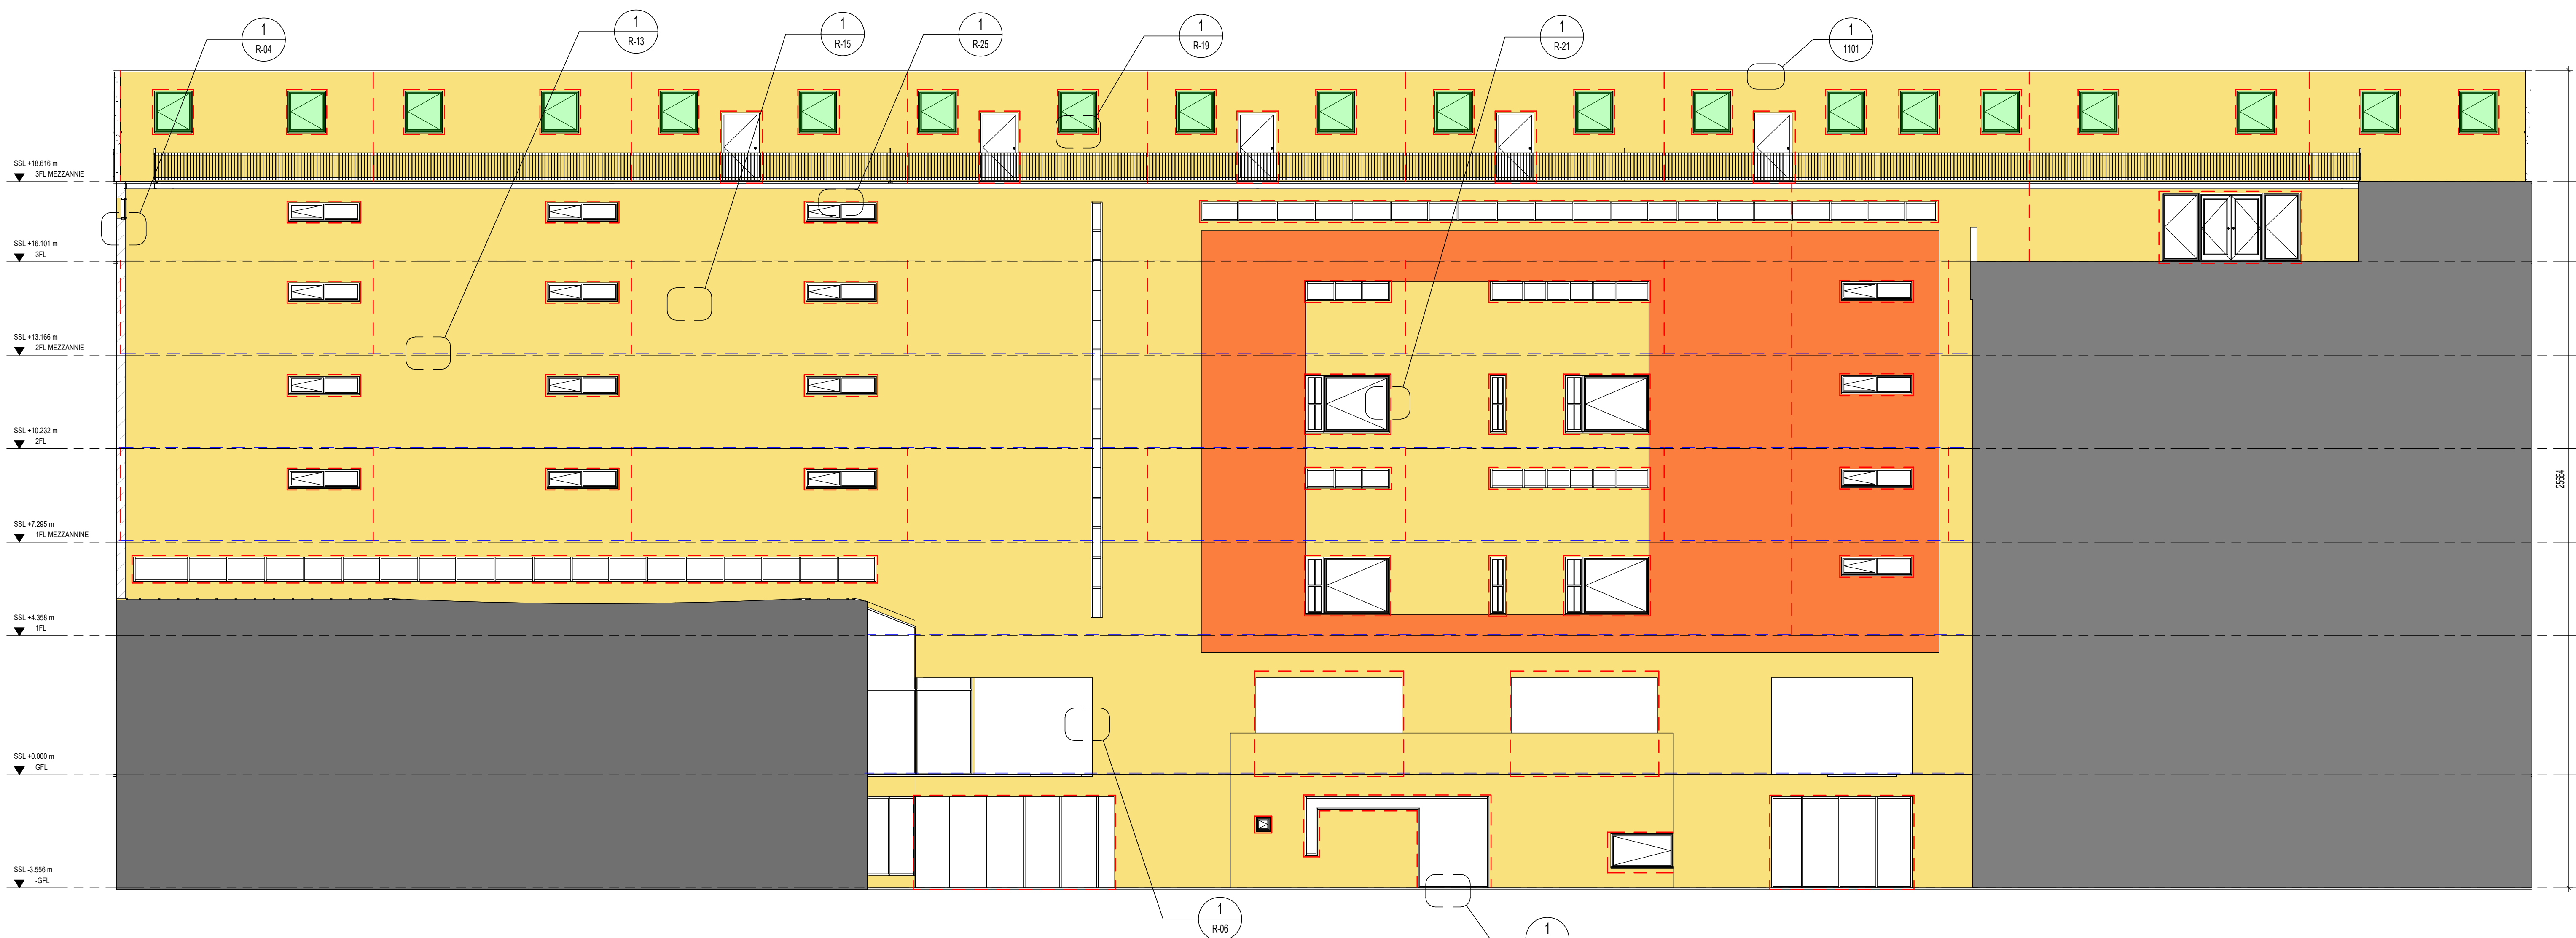 1
R-04
1
R-13
1
R-15
1
R-25
1
R-19
1
R-21
1
1101
SSL +18.616 m
3FL MEZZANNIE
SSL +16.101 m
3FL
SSL +13.166 m
2FL MEZZANNIE
SSL +10.232 m
2FL
25664
SSL +7.295 m
1FL MEZZANNINE
SSL +4.358 m
1FL
SSL +0.000 m
GFL
SSL -3.556 m
-GFL
1
R-06
1